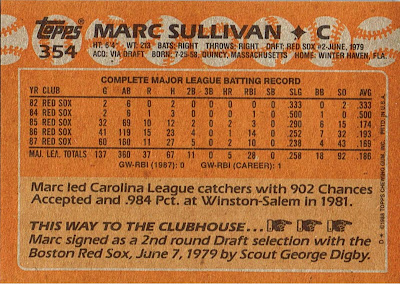 Topps
354
MARC SULLIVAN ✦ C
HT: 6'4" WT: 213 BATS: RIGHT THROWS: RIGHT DRAFT: RED SOX #2-JUNE, 1979
ACQ: VIA DRAFT BORN: 7-25-58, QUINCY, MASSACHUSETTS HOME: WINTER HAVEN, FLA.
COMPLETE MAJOR LEAGUE BATTING RECORD
YR CLUB G AB R H 2B 3B HR RBI SB SLG BB SO AVG
82 RED SOX 2 6 0 2 0 0 0 0 0 .333 0 2 .333
84 RED SOX 2 6 1 3 0 0 0 1 0 .500 1 0 .500
85 RED SOX 32 69 10 12 2 0 2 3 0 .290 6 15 .174
86 RED SOX 41 119 15 23 4 0 1 14 0 .252 7 32 .193
87 RED SOX 60 160 11 27 5 0 2 10 0 .238 4 43 .169
MAJ. LEA. TOTALS 137 360 37 67 11 0 5 28 0 .258 18 92 .186
GW-RBI (1987): 0 GW-RBI (CAREER): 1
Marc led Carolina League catchers with 902 Chances
Accepted and .984 Pct. at Winston-Salem in 1981.
THIS WAY TO THE CLUBHOUSE...
Marc signed as a 2nd round Draft selection with the
Boston Red Sox, June 7, 1979 by Scout George Digby.
D* ©1988 TOPPS CHEWING GUM, INC. PRTD. IN U.S.A.